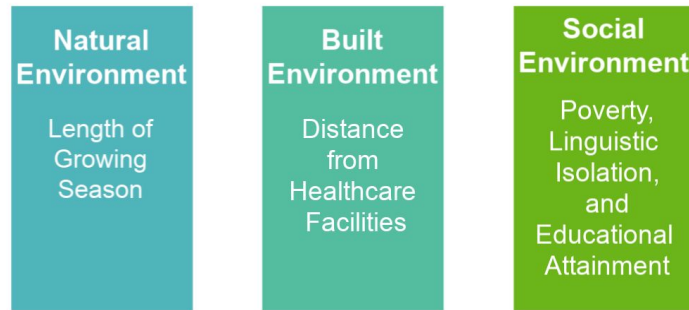 Natural
Environment
Length of
Growing
Season
Built
Environment
Distance
from
Healthcare
Facilities
Social
Environment
Poverty,
Linguistic
Isolation,
and
Educational
Attainment